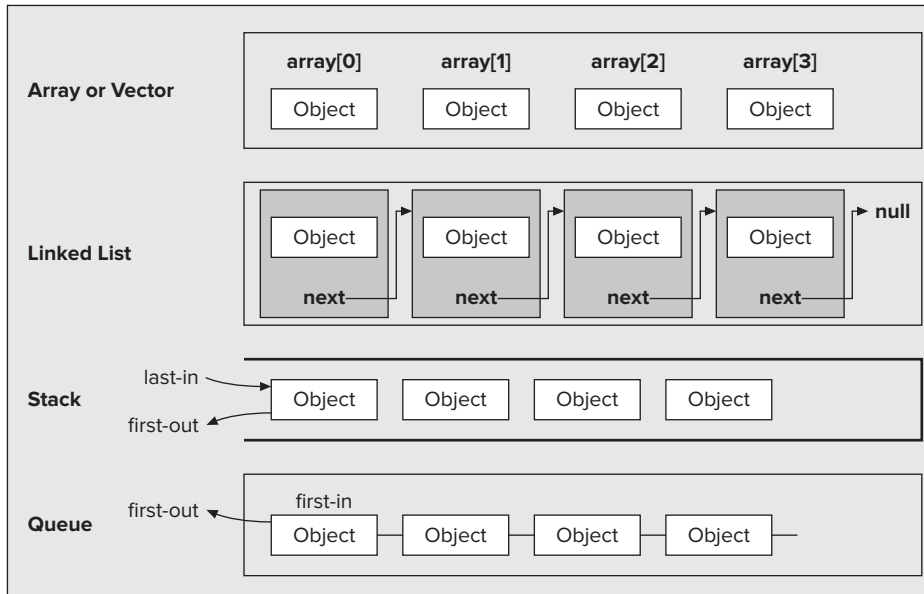 array[0] array[1] array[2] array[3]
Array or Vector
Object Object Object Object
null
Object Object Object Object
Linked List
next next next next
last-in
Stack
Object Object Object Object
first-out
first-in
first-out
Queue
Object Object Object Object